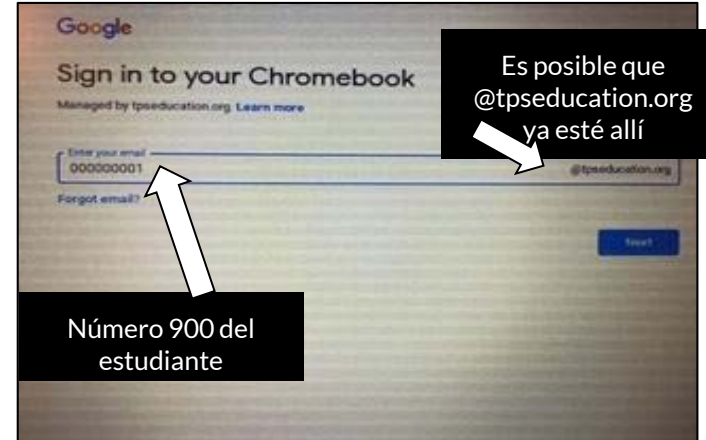 Google
Sign in to your Chromebook
Managed by tpseducation.org Learn more
Enter your email
000000001
@tpseducation.org
Forgot email?
Next
Es posible que
@tpseducation.org
ya esté allí
Número 900 del
estudiante